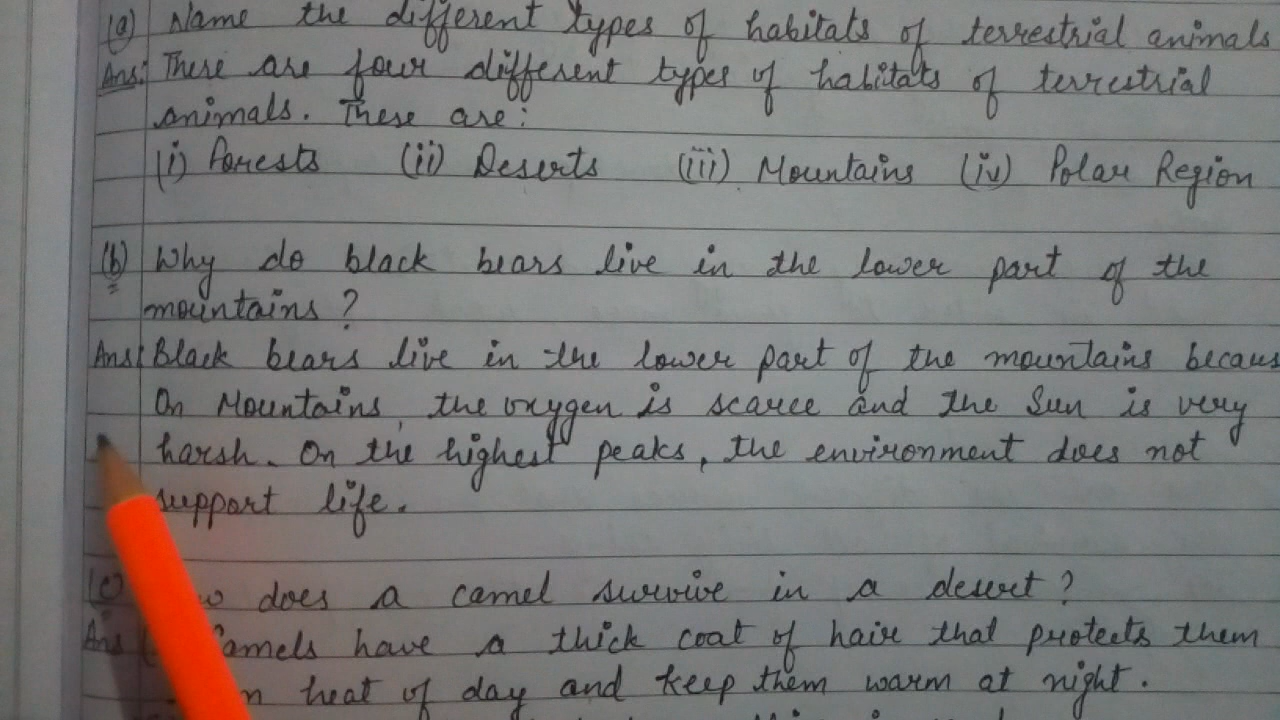 (a) Name the different types of habitats of terrestrial animals
Ans: There are four different types of habitats of terrestrial
animals. These are:
(i) Forests (ii) Deserts (iii) Mountains (iv) Polar Region
(b) Why do black bears live in the lower part of the
mountains?
Ans: Black bears live in the lower part of the mountains becaus
On Mountains, the oxygen is scarce and the Sun is very
harsh. On the highest peaks, the environment does not
support life.
(c) does a camel survive in a desert?
Ans amels have a thick coat of hair that protects them
heat of day and keep them warm at night.